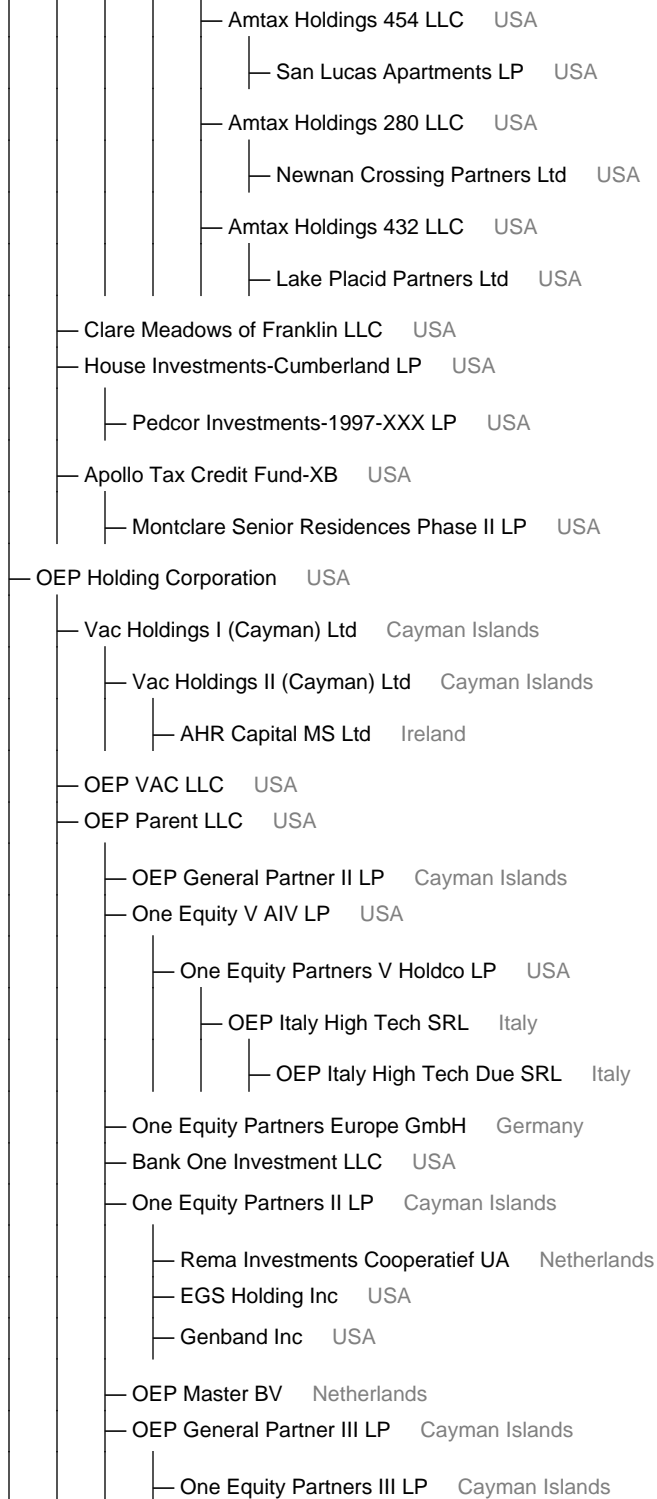 Amtax Holdings 454 LLC USA
San Lucas Apartments LP USA
Amtax Holdings 280 LLC USA
Newnan Crossing Partners Ltd USA
Amtax Holdings 432 LLC USA
Lake Placid Partners Ltd USA
Clare Meadows of Franklin LLC USA
House Investments-Cumberland LP USA
Pedcor Investments-1997-XXX LP USA
Apollo Tax Credit Fund-XB USA
Montclare Senior Residences Phase II LP USA
OEP Holding Corporation USA
Vac Holdings I (Cayman) Ltd Cayman Islands
Vac Holdings II (Cayman) Ltd Cayman Islands
AHR Capital MS Ltd Ireland
OEP VAC LLC USA
OEP Parent LLC USA
OEP General Partner II LP Cayman Islands
One Equity V AIV LP USA
One Equity Partners V Holdco LP USA
OEP Italy High Tech SRL Italy
OEP Italy High Tech Due SRL Italy
One Equity Partners Europe GmbH Germany
Bank One Investment LLC USA
One Equity Partners II LP Cayman Islands
Rema Investments Cooperatief UA Netherlands
EGS Holding Inc USA
Genband Inc USA
OEP Master BV Netherlands
OEP General Partner III LP Cayman Islands
One Equity Partners III LP Cayman Islands